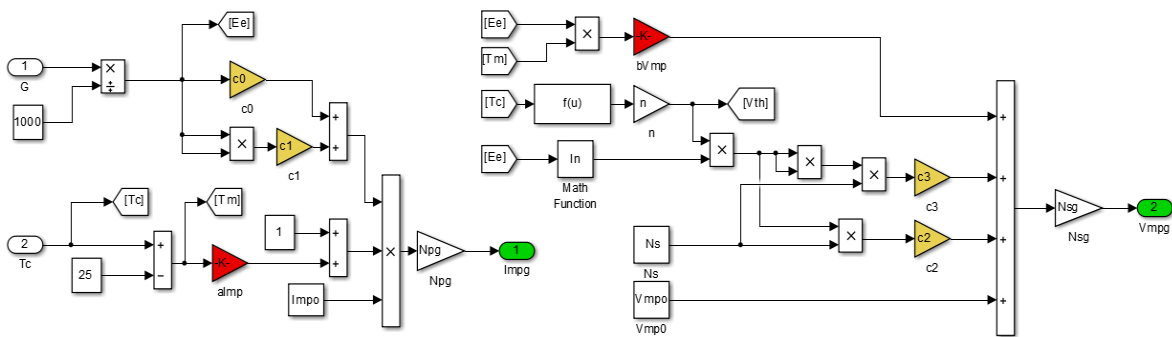 [Ee]
1
G
×
÷
1000
c0
c0
×
c1
c1
+
+
[Tc]
[Tm]
2
Tc
25
+
−
-K-
aImp
1
+
+
Impo
×
Npg
Npg
1
Impg
[Ee]
[Tm]
×
-K-
bVmp
[Tc]
f(u)
n
n
[Vth]
[Ee]
ln
Math
Function
×
×
×
c3
c3
Ns
Ns
×
c2
c2
Vmpo
Vmp0
+
+
+
+
Nsg
Nsg
2
Vmpg